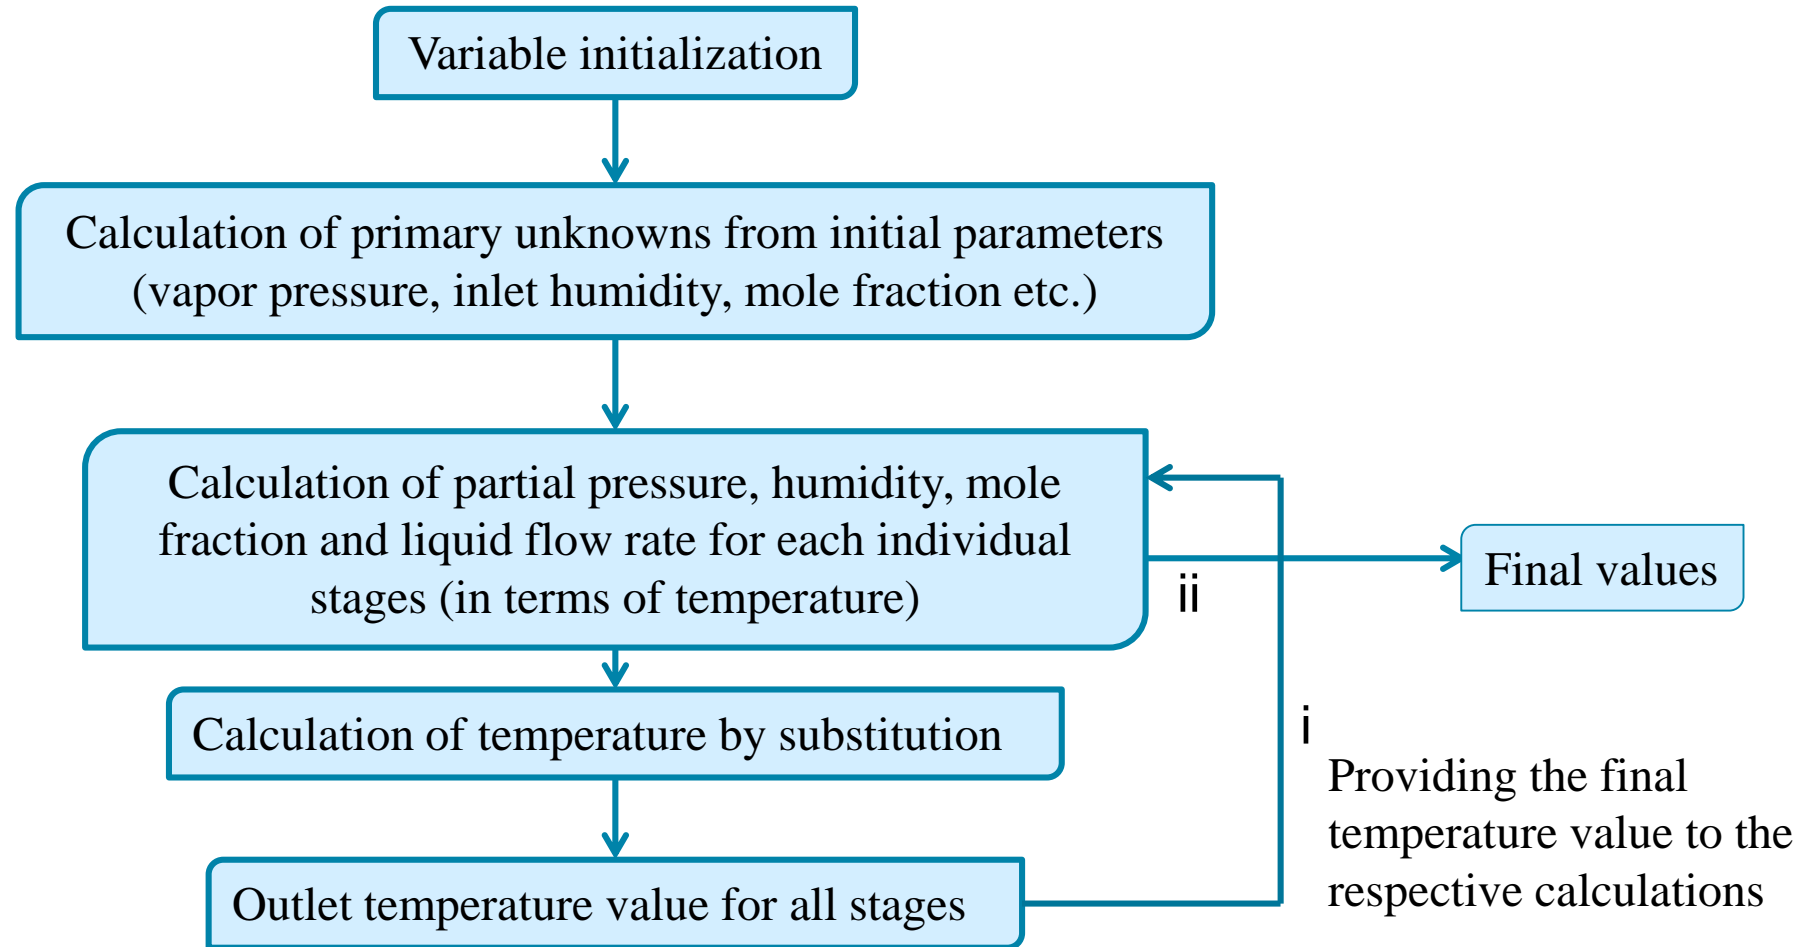 Variable initialization
Calculation of primary unknowns from initial parameters
(vapor pressure, inlet humidity, mole fraction etc.)
Calculation of partial pressure, humidity, mole
fraction and liquid flow rate for each individual
stages (in terms of temperature)
ii
Final values
Calculation of temperature by substitution
i
Providing the final
temperature value to the
respective calculations
Outlet temperature value for all stages